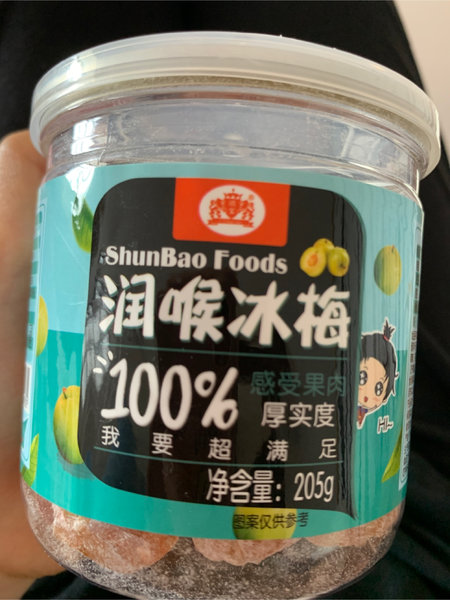 ShunBao Foods
润喉冰梅
100%
感受果肉
厚实度
我要超满足
净含量：205g
图案仅供参考
Hi~